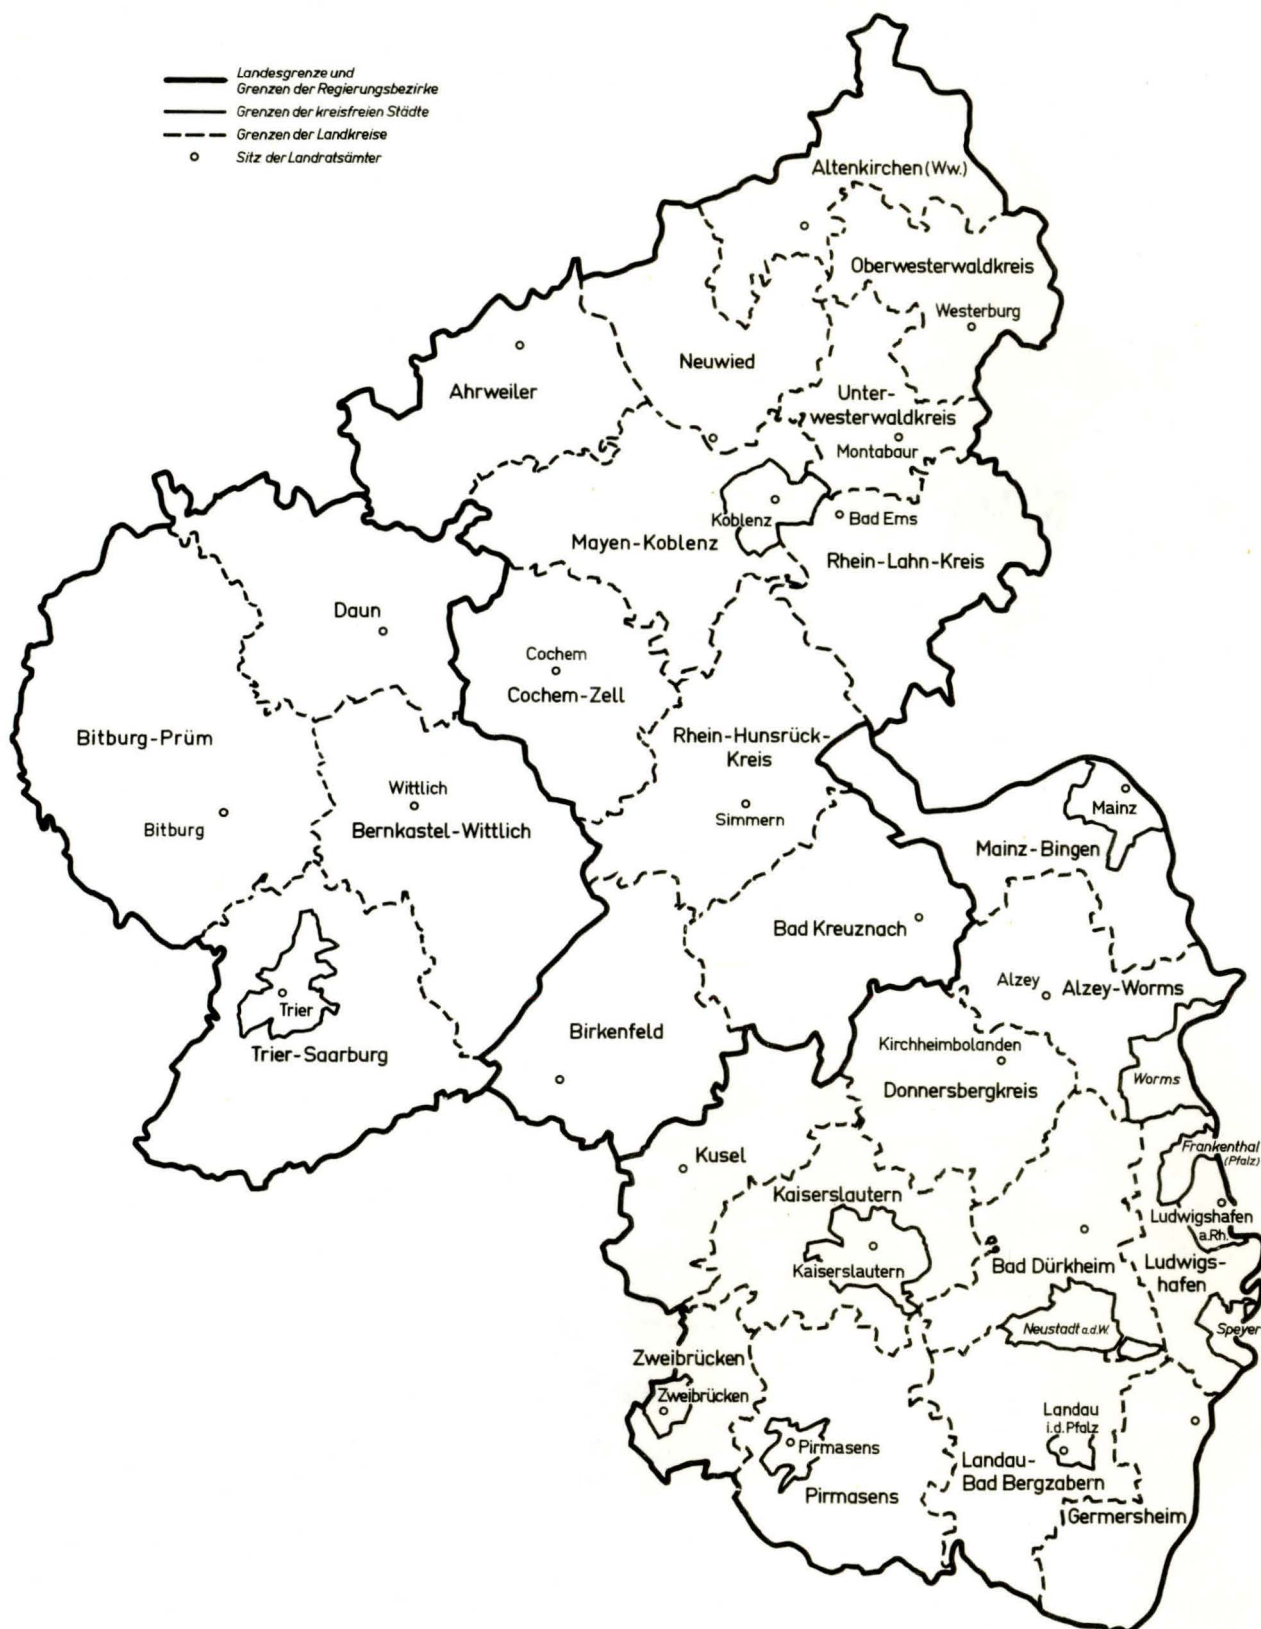 Landesgrenze und
Grenzen der Regierungsbezirke
Grenzen der kreisfreien Städte
Grenzen der Landkreise
Sitz der Landratsämter
Altenkirchen (Ww.)
Oberwesterwaldkreis
Westerburg
Neuwied
Ahrweiler
Unter-
westerwaldkreis
Montabaur
Koblenz
Bad Ems
Mayen-Koblenz
Rhein-Lahn-Kreis
Daun
Cochem
Cochem-Zell
Bitburg-Prüm
Rhein-Hunsrück-
Kreis
Wittlich
Bitburg
Bernkastel-Wittlich
Simmern
Mainz
Mainz-Bingen
Bad Kreuznach
Alzey
Alzey-Worms
Trier
Trier-Saarburg
Birkenfeld
Kirchheimbolanden
Donnersbergkreis
Worms
Kusel
Frankenthal
(Pfalz)
Kaiserslautern
Ludwigshafen
a.Rh.
Kaiserslautern
Bad Dürkheim
Ludwigs-
hafen
Neustadt a.d.W.
Speyer
Zweibrücken
Zweibrücken
Landau
i.d.Pfalz
Pirmasens
Pirmasens
Landau-
Bad Bergzabern
Germersheim